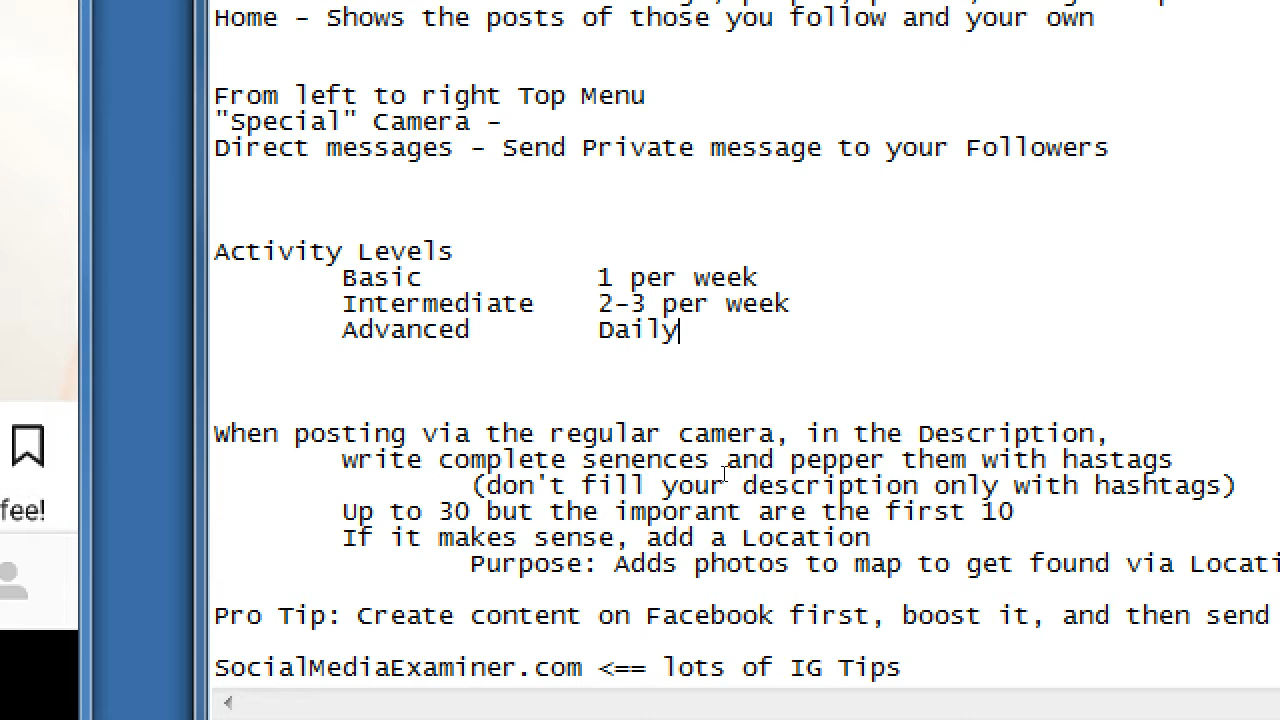 Home - Shows the posts of those you follow and your own
From left to right Top Menu
"Special" Camera -
Direct messages - Send Private message to your Followers
Activity Levels
Basic 1 per week
Intermediate 2-3 per week
Advanced Daily
When posting via the regular camera, in the Description,
write complete senences and pepper them with hastags
(don't fill your description only with hashtags)
fee!
Up to 30 but the imporant are the first 10
If it makes sense, add a Location
Purpose: Adds photos to map to get found via Locati
Pro Tip: Create content on Facebook first, boost it, and then send
SocialMediaExaminer.com <== lots of IG Tips